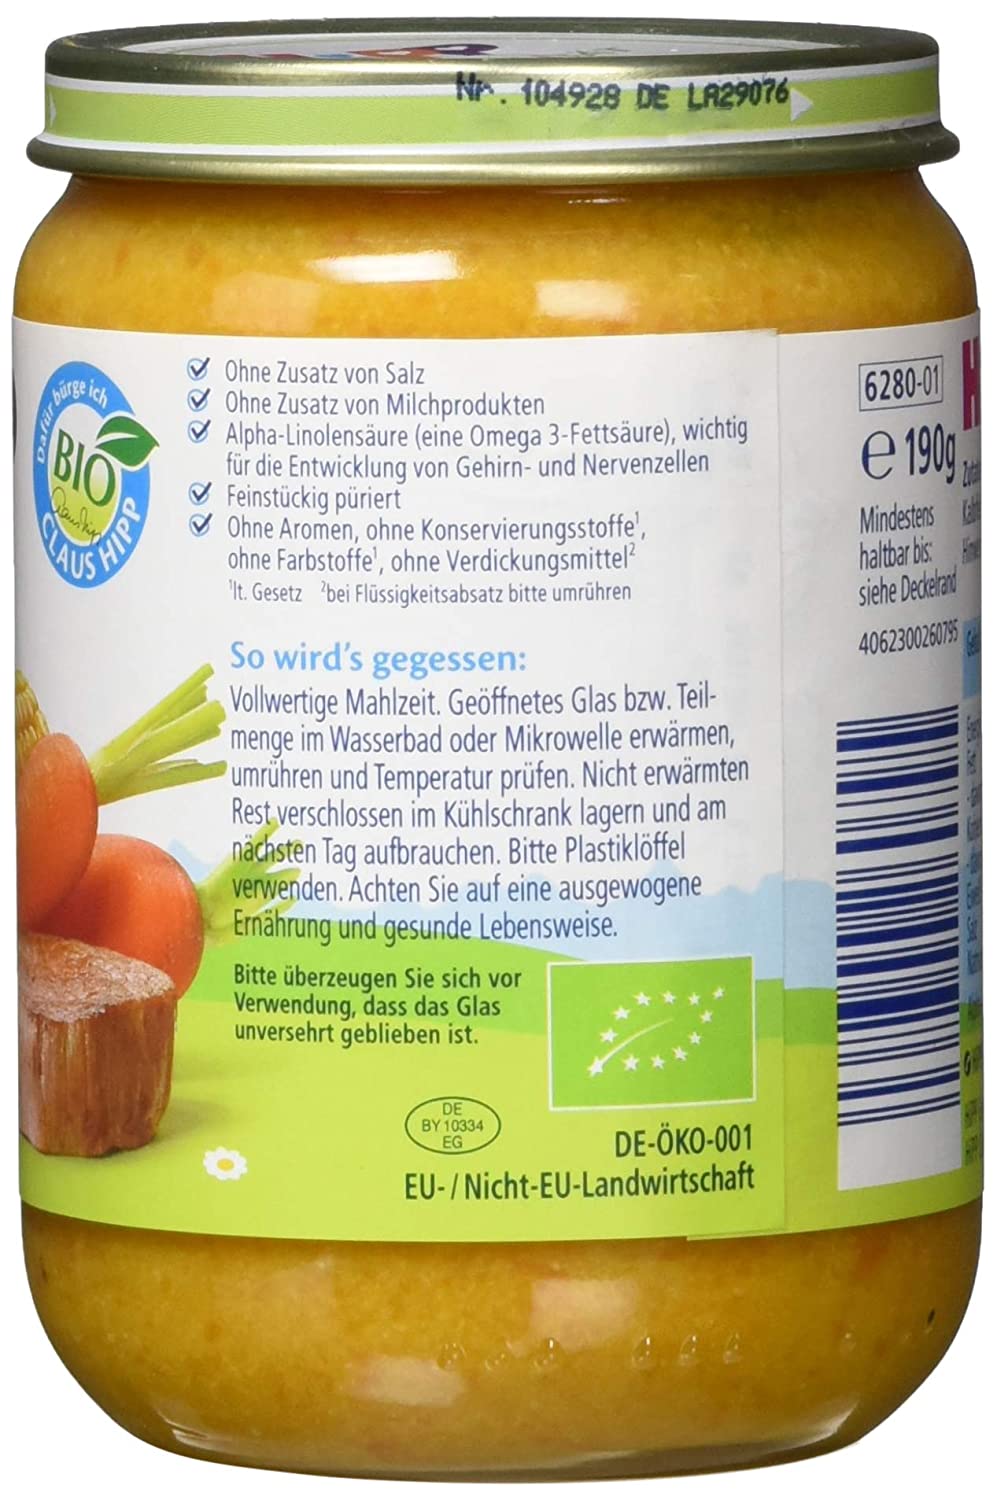 Nr. 104928 DE LA29076
Dafür bürge ich
BIO
CLAUS HIPP
Ohne Zusatz von Salz
Ohne Zusatz von Milchprodukten
Alpha-Linolensäure (eine Omega 3-Fettsäure), wichtig
für die Entwicklung von Gehirn- und Nervenzellen
Feinstückig püriert
Ohne Aromen, ohne Konservierungsstoffe¹,
ohne Farbstoffe¹, ohne Verdickungsmittel²
¹lt. Gesetz ²bei Flüssigkeitsabsatz bitte umrühren
So wird's gegessen:
Vollwertige Mahlzeit. Geöffnetes Glas bzw. Teil-
menge im Wasserbad oder Mikrowelle erwärmen,
umrühren und Temperatur prüfen. Nicht erwärmten
Rest verschlossen im Kühlschrank lagern und am
nächsten Tag aufbrauchen. Bitte Plastiklöffel
verwenden. Achten Sie auf eine ausgewogene
Ernährung und gesunde Lebensweise.
Bitte überzeugen Sie sich vor
Verwendung, dass das Glas
unversehrt geblieben ist.
DE
BY 10334
EG
DE-ÖKO-001
EU- / Nicht-EU-Landwirtschaft
6280-01
e 190g
Mindestens
haltbar bis:
siehe Deckelrand
4062300260795